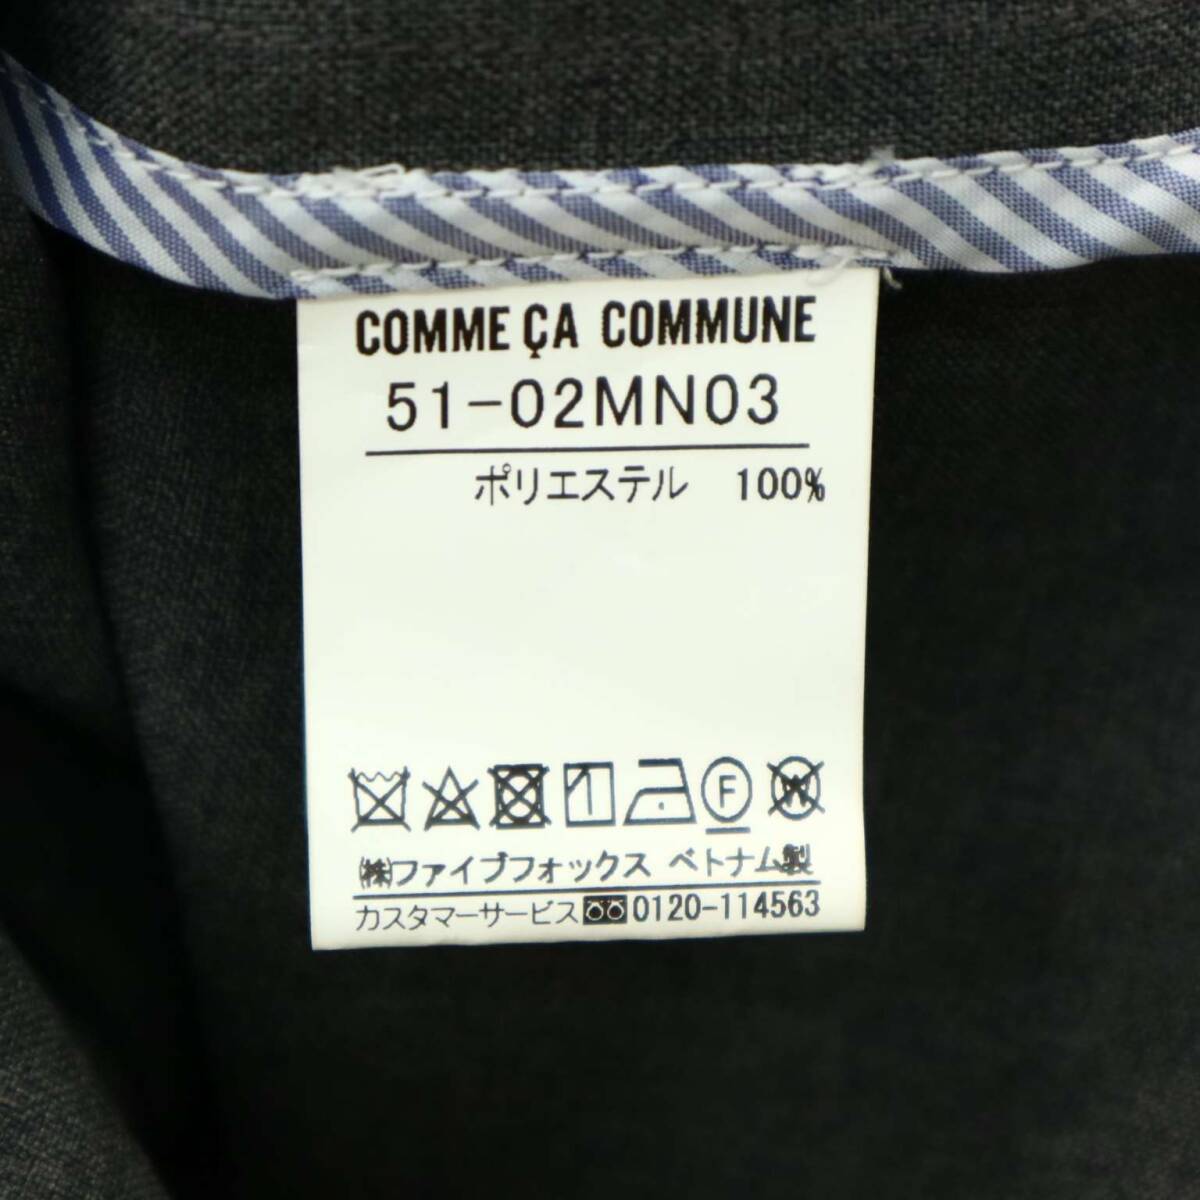 COMME ÇA COMMUNE
51-02MN03
ポリエステル 100%
F W
㈱ファイブフォックス ベトナム製
カスタマーサービス 0120-114563